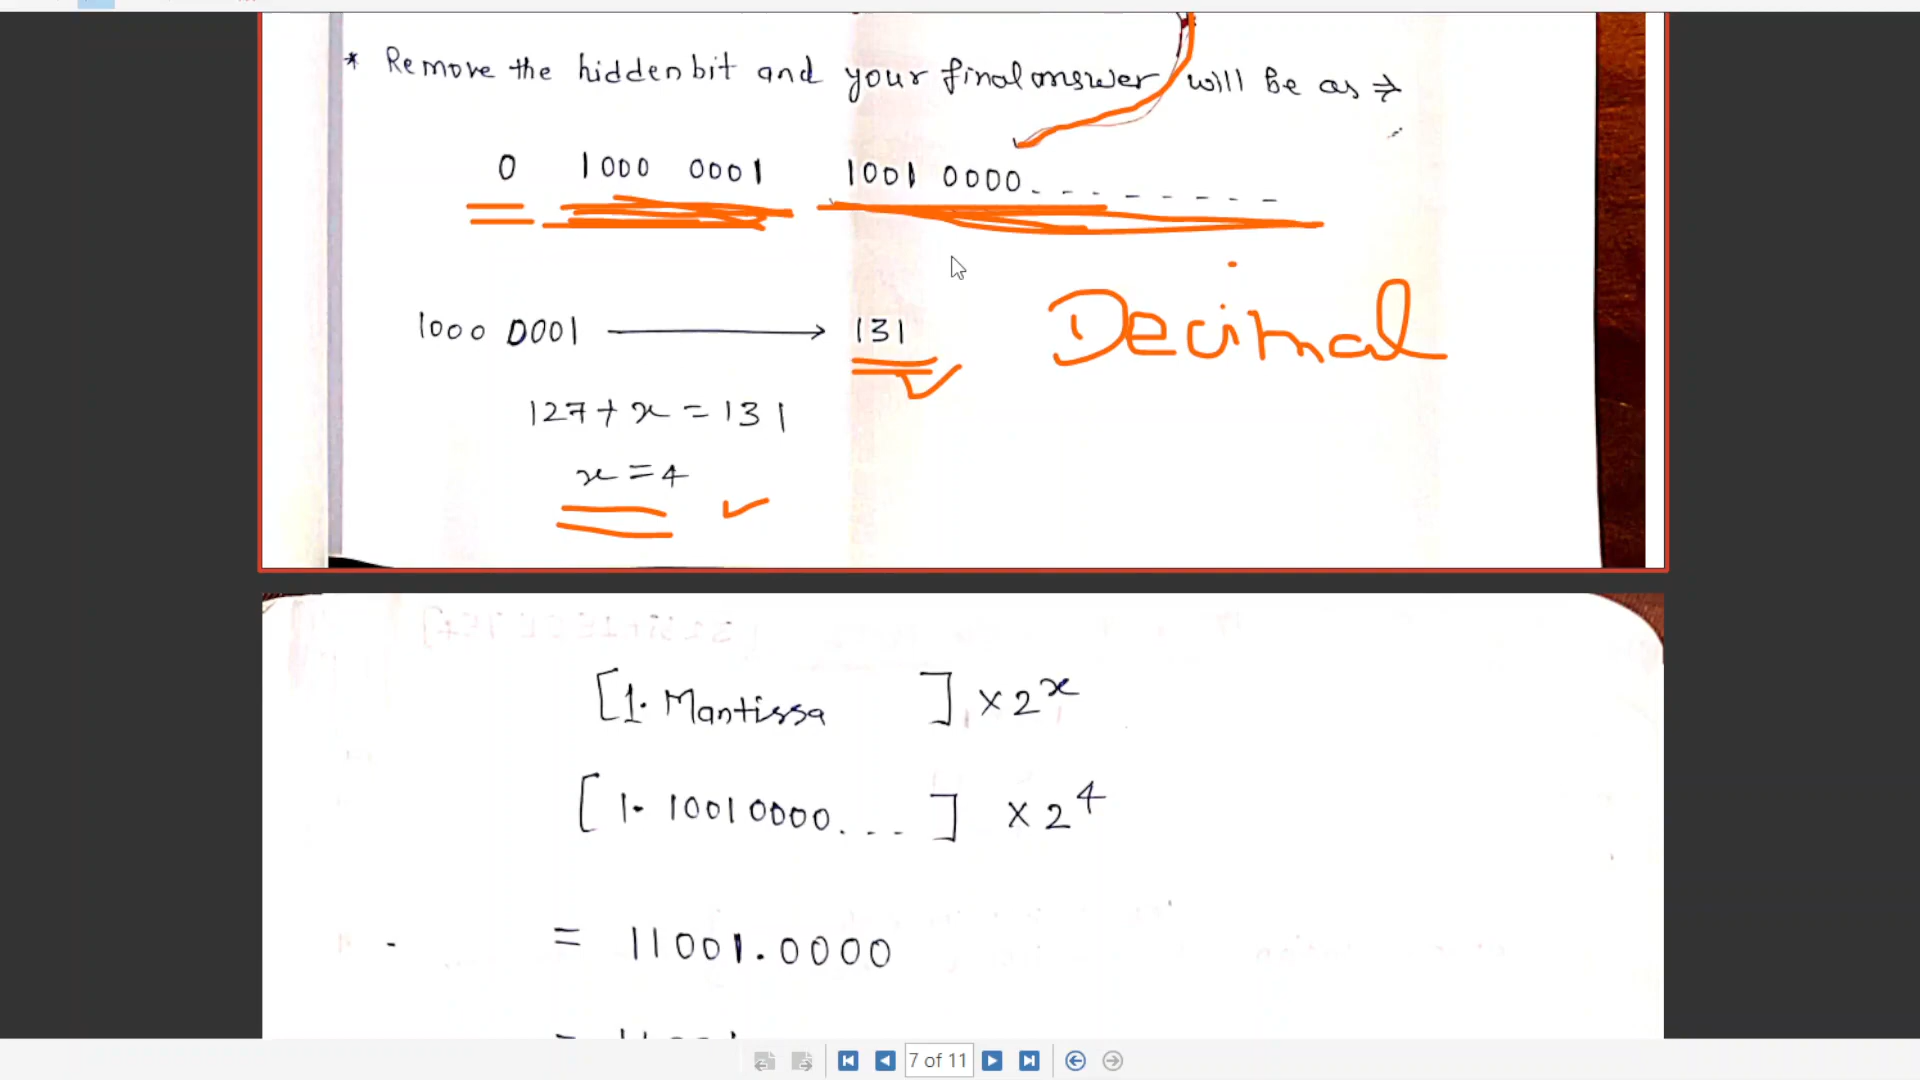 * Remove the hidden bit and your final answer will be as ⇒
0 1000 0001 1001 0000. - - - - - - - -
1000 0001 ⟶ 131
Decimal
127 + x = 131
x = 4
[1. Mantissa ] × 2^x
[1. 10010000. - - - ] × 2^4
= 11001.0000
7 of 11